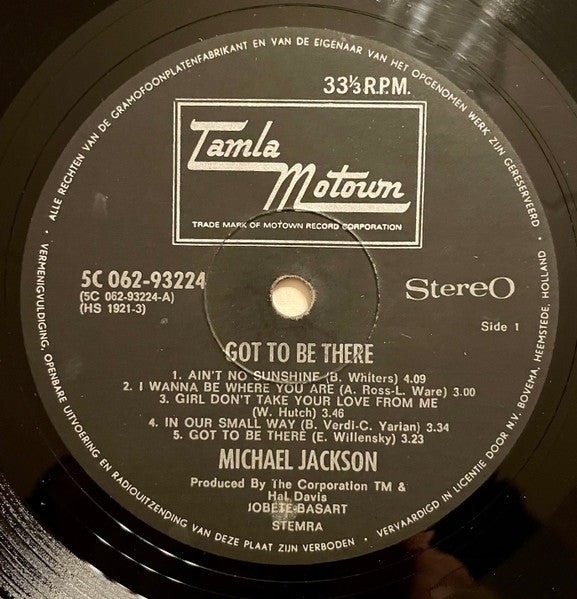 ALLE RECHTEN VAN DE GRAMOFOONPLATENFABRIKANT EN VAN DE EIGENAAR VAN HET OPGENOMEN WERK ZIJN GERESERVEERD
33⅓ R.P.M.
Tamla
Motown
TRADE MARK OF MOTOWN RECORD CORPORATION
5C 062-93224
(5C 062-93224-A)
(HS 1921-3)
StereO
Side 1
GOT TO BE THERE
1. AIN'T NO SUNSHINE (B. Whiters) 4.09
2. I WANNA BE WHERE YOU ARE (A. Ross-L. Ware) 3.00
3. GIRL DON'T TAKE YOUR LOVE FROM ME
(W. Hutch) 3.46
4. IN OUR SMALL WAY (B. Verdi-C. Yarian) 3.34
5. GOT TO BE THERE (E. Willensky) 3.23
MICHAEL JACKSON
Produced By The Corporation TM &
Hal Davis
JOBETE-BASART
STEMRA
• VERMENIGVULDIGING, OPENBARE UITVOERING EN RADIOUITZENDING VAN DEZE PLAAT ZIJN VERBODEN •
VERVAARDIGD IN LICENTIE DOOR N.V. BOVEMA, HEEMSTEDE, HOLLAND •